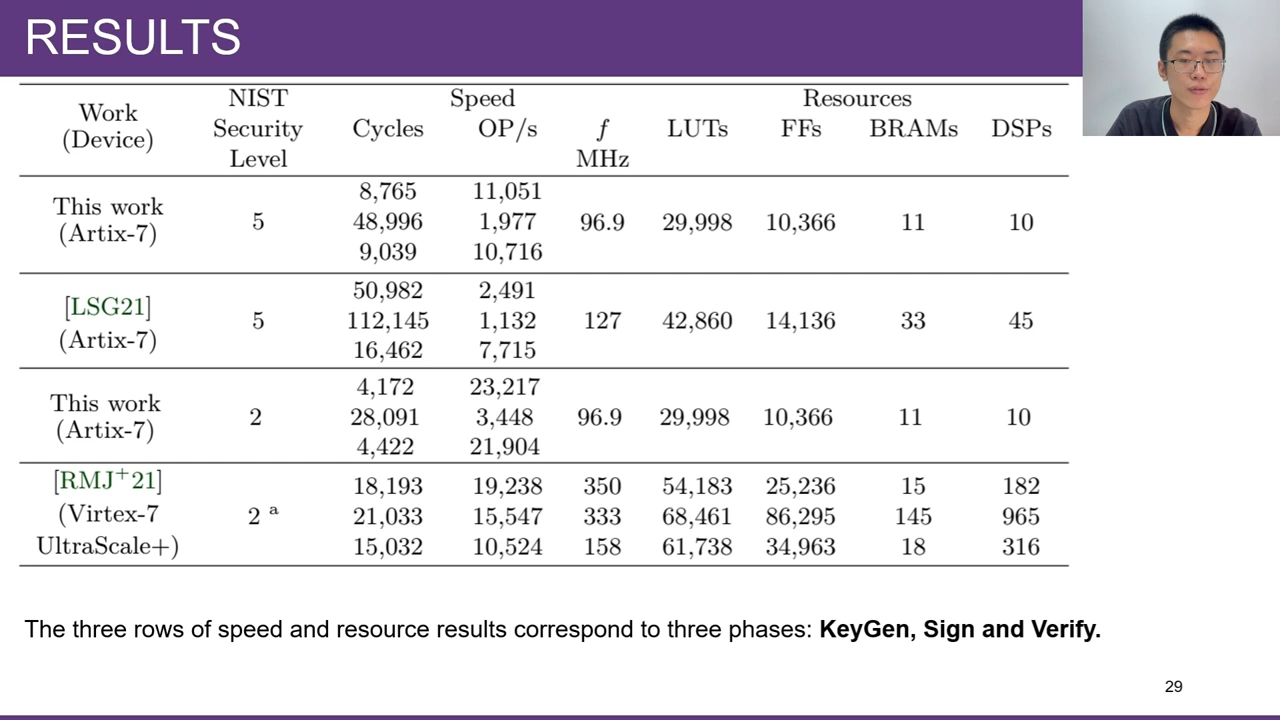 RESULTS
Work (Device) NIST Security Level Speed Cycles OP/s f MHz Resources LUTs FFs BRAMs DSPs
This work (Artix-7) 5 8,765 11,051 96.9 29,998 10,366 11 10
48,996 1,977
9,039 10,716
[LSG21] (Artix-7) 5 50,982 2,491 127 42,860 14,136 33 45
112,145 1,132
16,462 7,715
This work (Artix-7) 2 4,172 23,217 96.9 29,998 10,366 11 10
28,091 3,448
4,422 21,904
[RMJ+21] 18,193 19,238 350 54,183 25,236 15 182
(Virtex-7 2 a 21,033 15,547 333 68,461 86,295 145 965
UltraScale+) 15,032 10,524 158 61,738 34,963 18 316
The three rows of speed and resource results correspond to three phases: KeyGen, Sign and Verify.
29